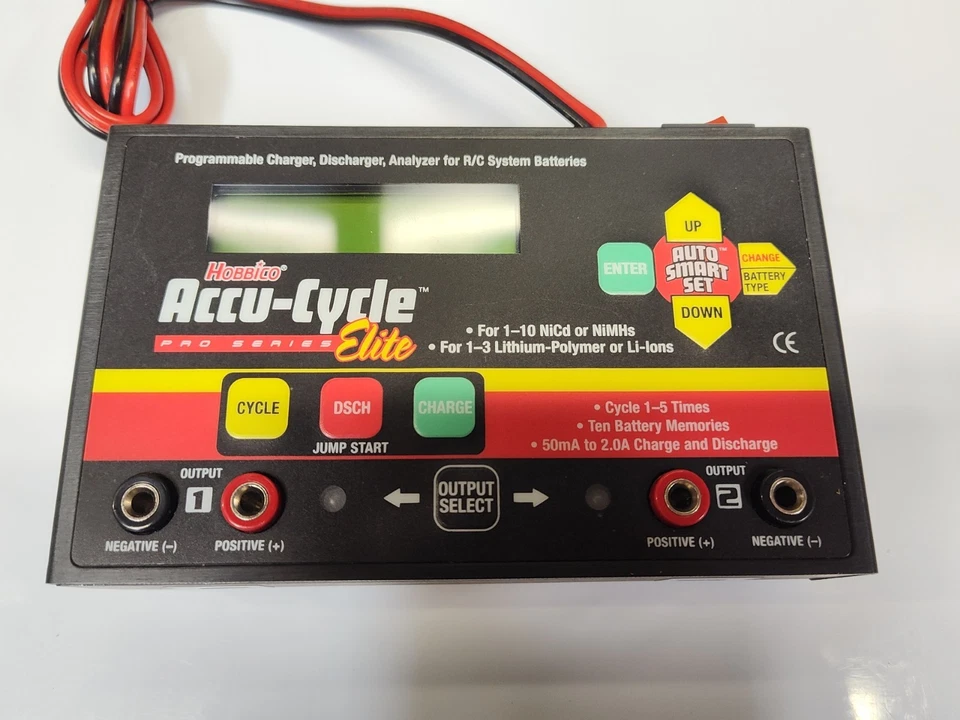 Programmable Charger, Discharger, Analyzer for R/C System Batteries
HOBBICO®
ACCU-CYCLE™
PRO SERIES Elite
UP
ENTER
AUTO™
SMART
SET
CHANGE
BATTERY
TYPE
DOWN
• For 1–10 NiCd or NiMHs
• For 1–3 Lithium-Polymer or Li-Ions
CE
CYCLE
DSCH
CHARGE
JUMP START
• Cycle 1–5 Times
• Ten Battery Memories
• 50mA to 2.0A Charge and Discharge
OUTPUT
1
NEGATIVE (–)
POSITIVE (+)
OUTPUT
SELECT
OUTPUT
2
POSITIVE (+)
NEGATIVE (–)